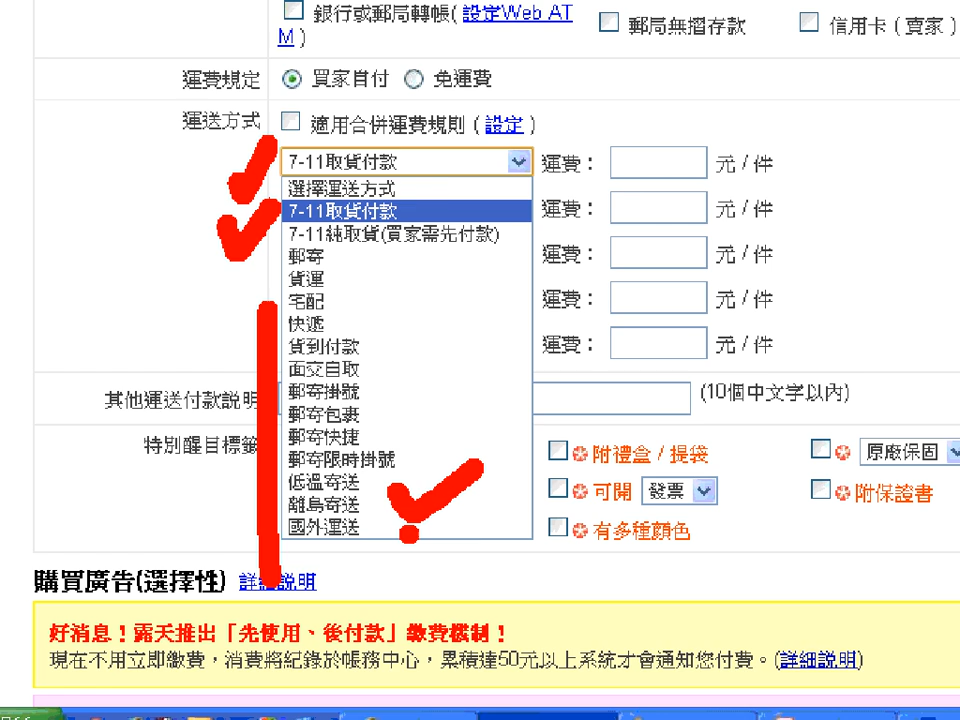 銀行或郵局轉帳(設定Web AT
M)
郵局無摺存款
信用卡(賣家)
運費規定
買家自付
免運費
運送方式
適用合併運費規則(設定)
7-11取貨付款
運費：
元/件
選擇運送方式
7-11取貨付款
運費：
元/件
7-11純取貨(買家需先付款)
郵寄
運費：
元/件
貨運
宅配
運費：
元/件
快遞
貨到付款
運費：
元/件
面交自取
郵寄掛號
其他運送付款說明
(10個中文字以內)
郵寄包裹
郵寄快捷
特別醒目標籤
附禮盒/提袋
原廠保固
郵寄限時掛號
低溫寄送
可開
發票
附保證書
離島寄送
國外運送
有多種顏色
購買廣告(選擇性)
詳細說明
好消息！露天推出「先使用、後付款」繳費機制！
現在不用立即繳費，消費將紀錄於帳務中心，累積達50元以上系統才會通知您付費。(詳細說明)